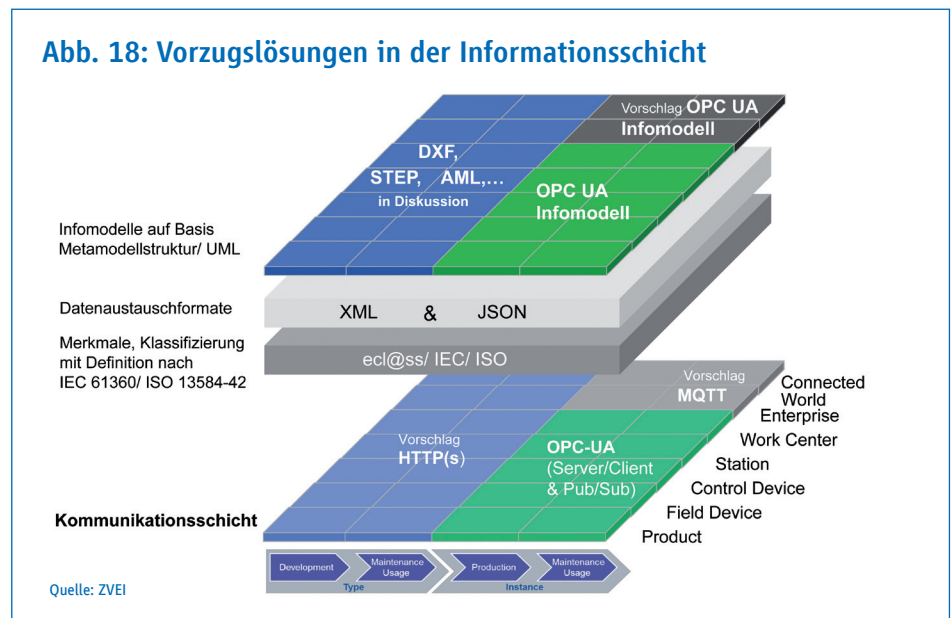 Abb. 18: Vorzugslösungen in der Informationsschicht
Vorschlag OPC UA
Infomodell
DXF,
STEP, AML,...
in Diskussion
OPC UA
Infomodell
Infomodelle auf Basis
Metamodellstruktur/ UML
Datenaustauschformate
XML & JSON
Merkmale, Klassifizierung
mit Definition nach
IEC 61360/ ISO 13584-42
ecl@ss/ IEC/ ISO
Vorschlag
MQTT
Connected
World
Enterprise
Work Center
Station
Control Device
Field Device
Product
Vorschlag
HTTP(s)
OPC-UA
(Server/Client
& Pub/Sub)
Kommunikationsschicht
Development
Maintenance
Usage
Production
Maintenance
Usage
Type
Instance
Quelle: ZVEI